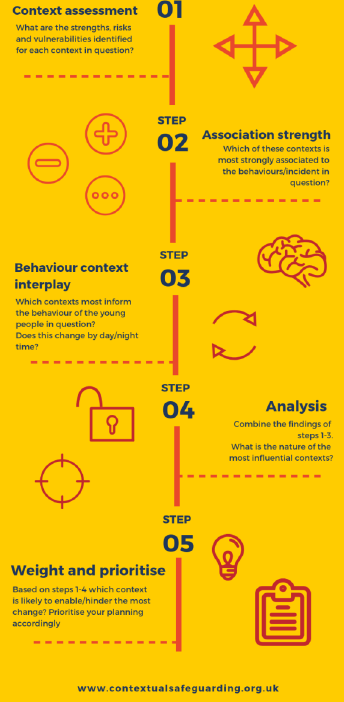 01
Context assessment
What are the strengths, risks
and vulnerabilities identified
for each context in question?
STEP
02
Association strength
Which of these contexts is
most strongly associated to
the behaviours/incident in
question?
STEP
03
Behaviour context
interplay
Which contexts most inform
the behaviour of the young
people in question?
Does this change by day/night
time?
STEP
04
Analysis
Combine the findings of
steps 1-3.
What is the nature of the
most influential contexts?
STEP
05
Weight and prioritise
Based on steps 1-4 which context
is likely to enable/hinder the most
change? Prioritise your planning
accordingly
www.contextualsafeguarding.org.uk